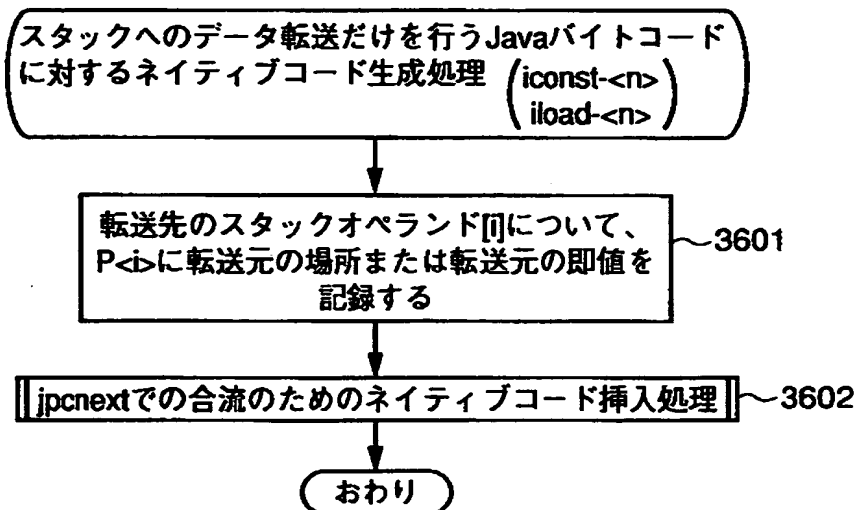 スタックへのデータ転送だけを行うJavaバイトコード
に対するネイティブコード生成処理 (iconst-<n>
iload-<n>)
転送先のスタックオペランド[i]について、
P<i>に転送元の場所または転送元の即値を
記録する
3601
jpcnextでの合流のためのネイティブコード挿入処理
3602
おわり